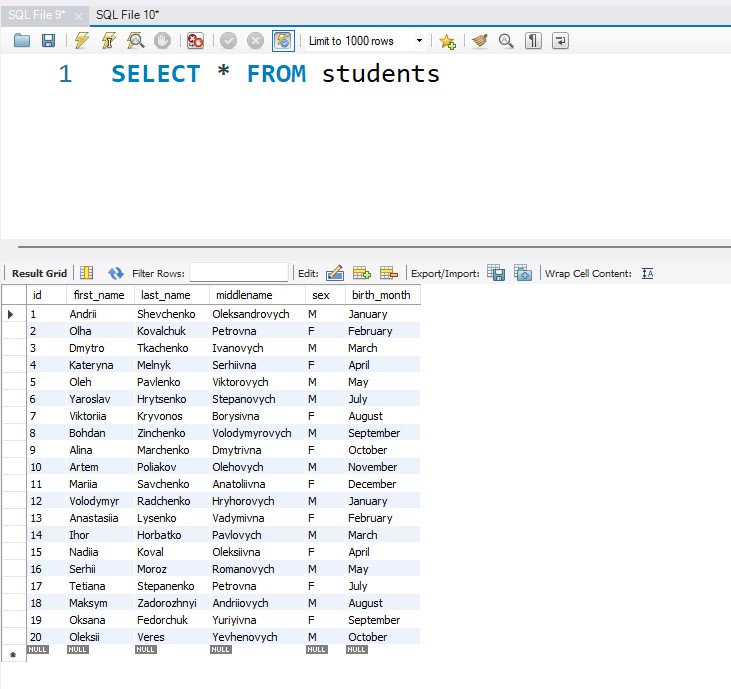 SQL File 9* SQL File 10*
Limit to 1000 rows
1 SELECT * FROM students
Result Grid Filter Rows: Edit: Export/Import: Wrap Cell Content:
id first_name last_name middlename sex birth_month
1 Andrii Shevchenko Oleksandrovych M January
2 Olha Kovalchuk Petrovna F February
3 Dmytro Tkachenko Ivanovych M March
4 Kateryna Melnyk Serhiivna F April
5 Oleh Pavlenko Viktorovych M May
6 Yaroslav Hrytsenko Stepanovych M July
7 Viktoriia Kryvonos Borysivna F August
8 Bohdan Zinchenko Volodymyrovych M September
9 Alina Marchenko Dmytrivna F October
10 Artem Poliakov Olehovych M November
11 Mariia Savchenko Anatoliivna F December
12 Volodymyr Radchenko Hryhorovych M January
13 Anastasiia Lysenko Vadymivna F February
14 Ihor Horbatko Pavlovych M March
15 Nadiia Koval Oleksiivna F April
16 Serhii Moroz Romanovych M May
17 Tetiana Stepanenko Petrovna F July
18 Maksym Zadorozhnyi Andriiovych M August
19 Oksana Fedorchuk Yuriyivna F September
20 Oleksii Veres Yevhenovych M October
NULL NULL NULL NULL NULL NULL